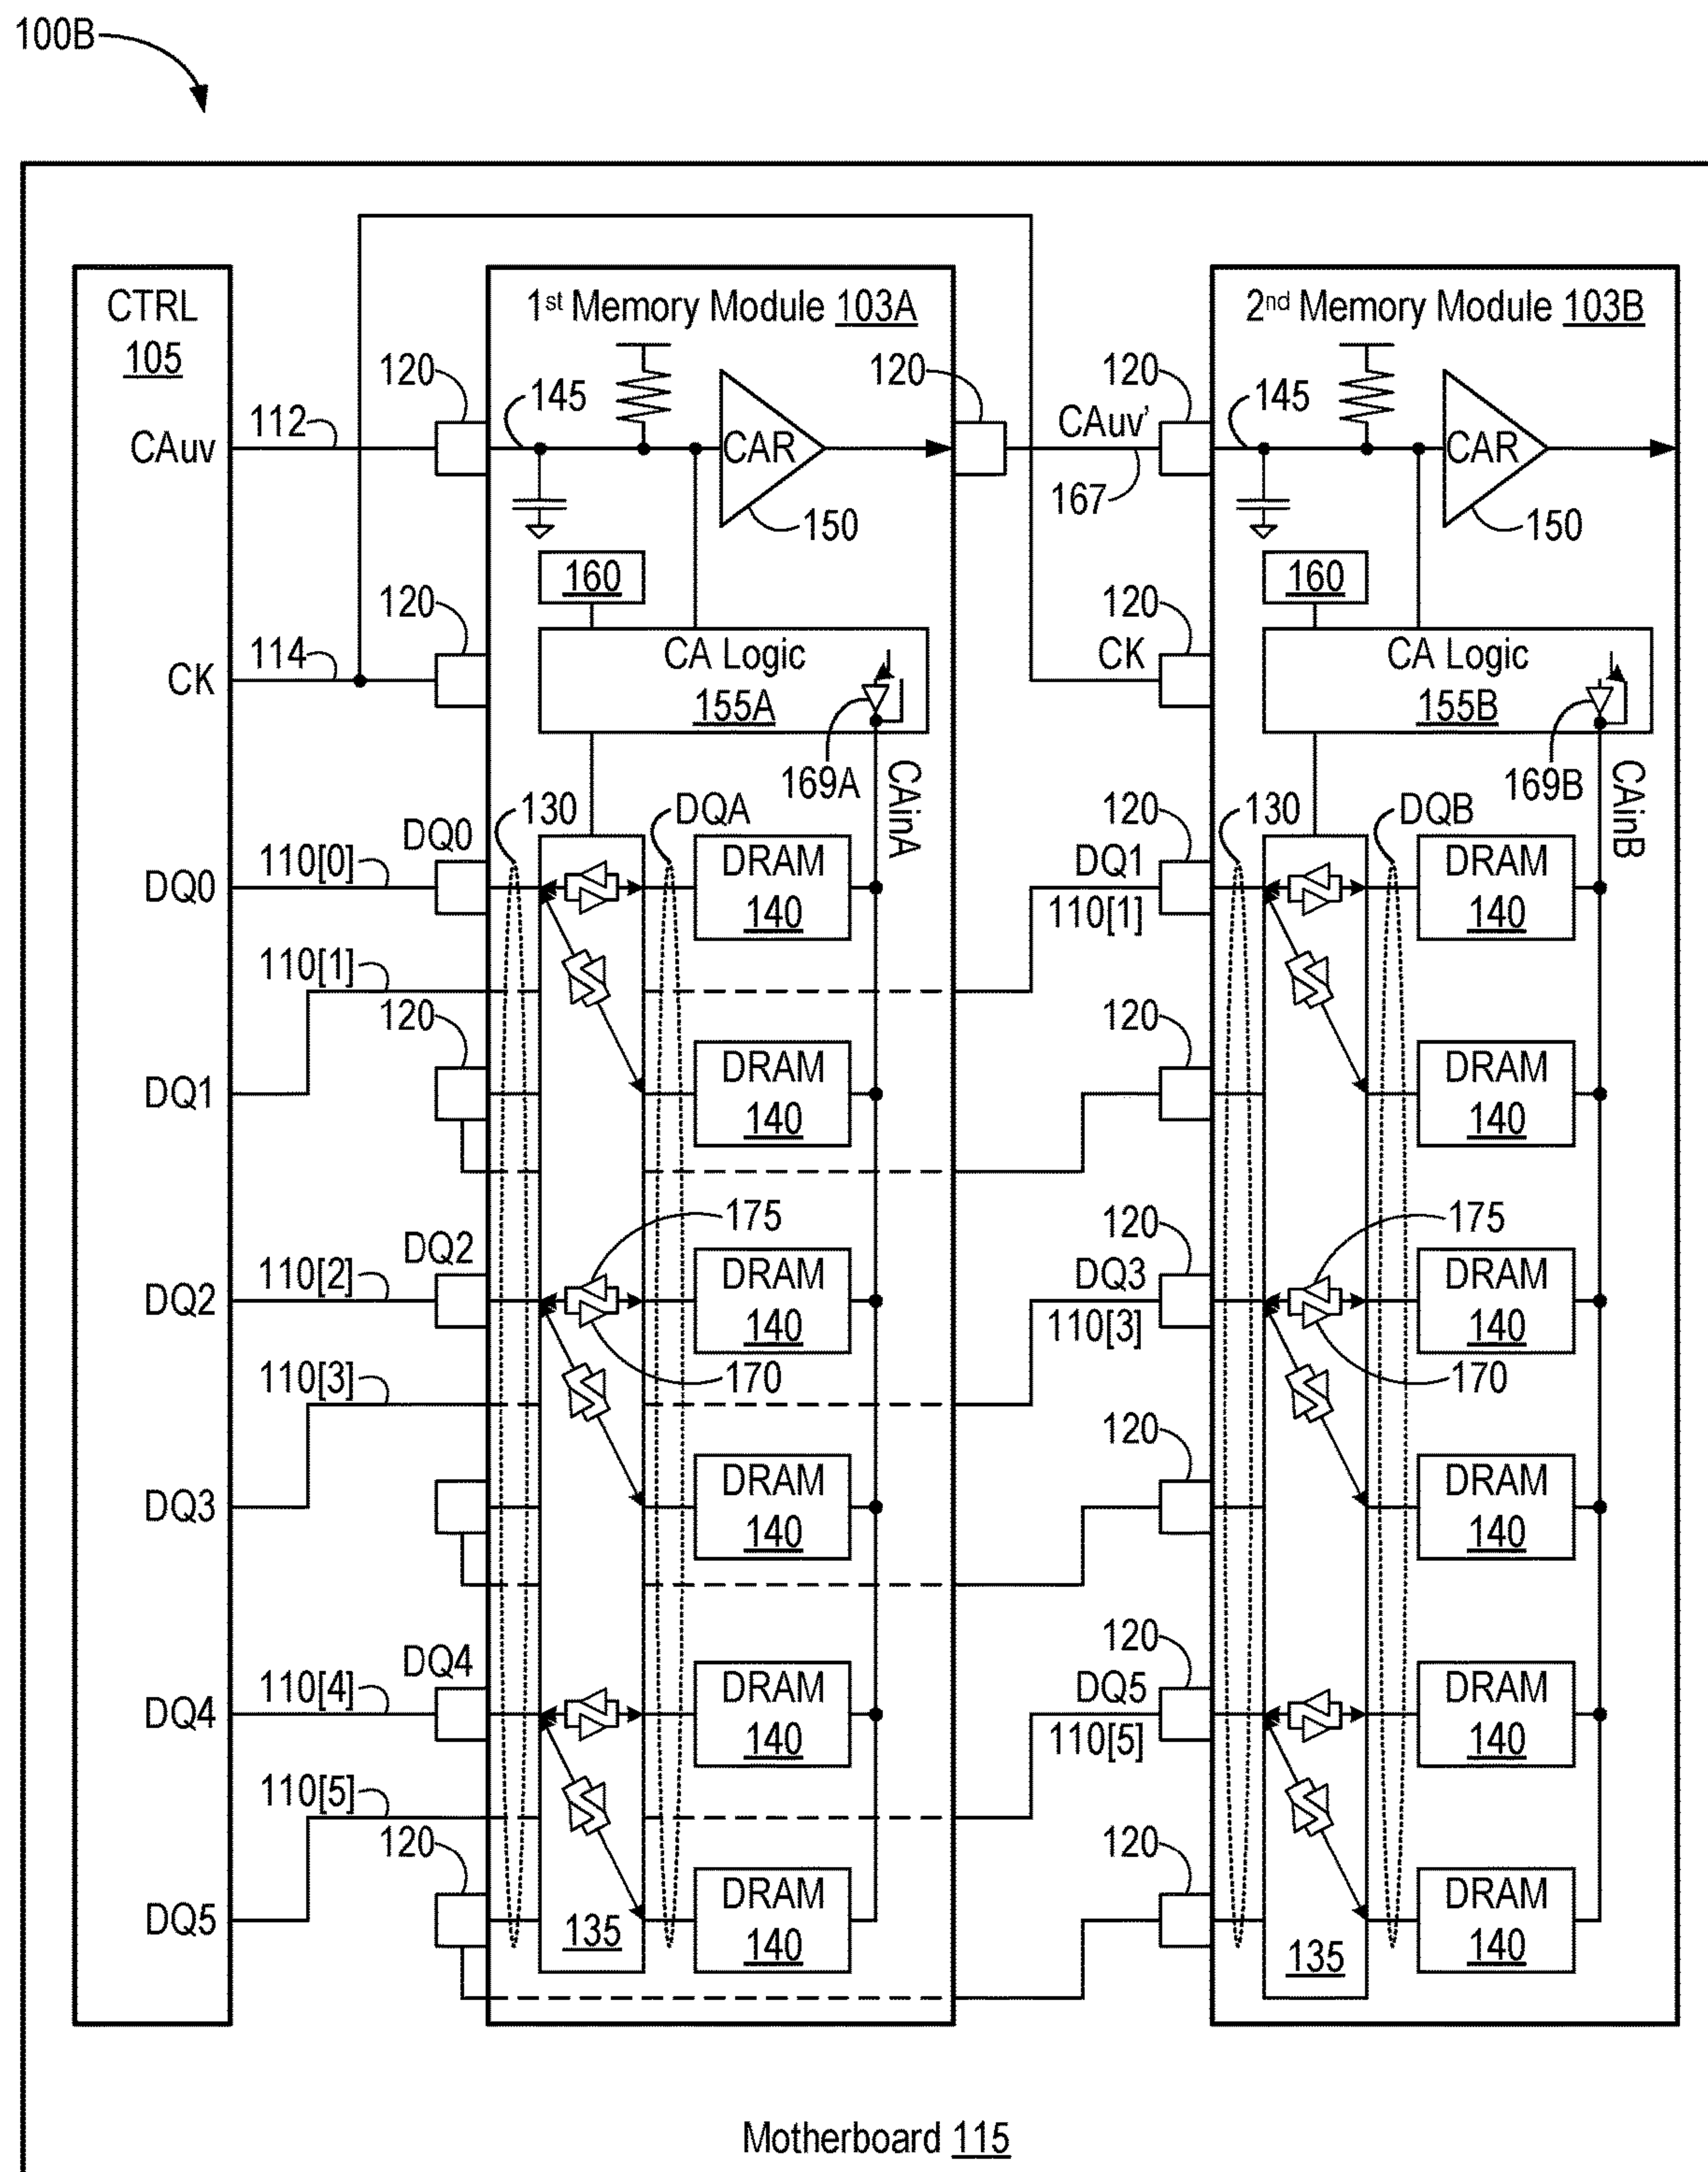 100B
CTRL
105
1st Memory Module 103A
2nd Memory Module 103B
120
145
120
120
145
CAuv
112
CAR
CAuv'
CAR
150
167
150
160
160
120
120
CK
114
CA Logic
155A
CK
CA Logic
155B
169A
169B
CAinA
CAinB
130
DQA
120
130
DQB
DQ0
110[0]
DQ0
DRAM
140
DQ1
110[1]
DRAM
140
110[1]
120
120
DQ1
DRAM
140
DRAM
140
175
120
175
DQ2
110[2]
DQ2
DRAM
140
DQ3
110[3]
DRAM
140
110[3]
170
170
120
DQ3
DRAM
140
DRAM
140
120
DQ4
110[4]
DQ4
DRAM
140
DQ5
110[5]
DRAM
140
110[5]
120
120
DQ5
135
DRAM
140
135
DRAM
140
Motherboard 115